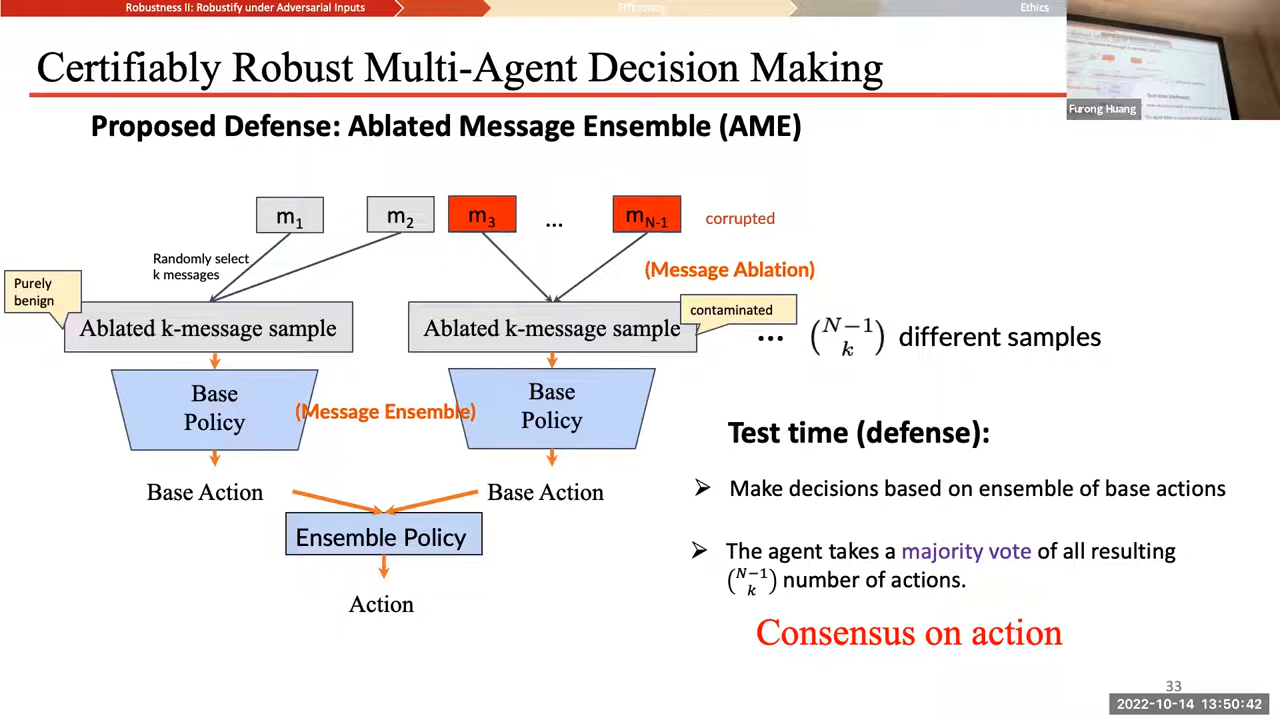 Robustness II: Robustify under Adversarial Inputs
Efficiency
Ethics
Certifiably Robust Multi-Agent Decision Making
Furong Huang
Proposed Defense: Ablated Message Ensemble (AME)
m1
m2
m3
...
mN-1
corrupted
Randomly select
k messages
(Message Ablation)
Purely
benign
contaminated
Ablated k-message sample
Ablated k-message sample
... (N−1 k) different samples
Base
Policy
(Message Ensemble)
Base
Policy
Test time (defense):
Base Action
Base Action
➤ Make decisions based on ensemble of base actions
Ensemble Policy
➤ The agent takes a majority vote of all resulting
(N−1 k) number of actions.
Action
Consensus on action
33
2022-10-14 13:50:42